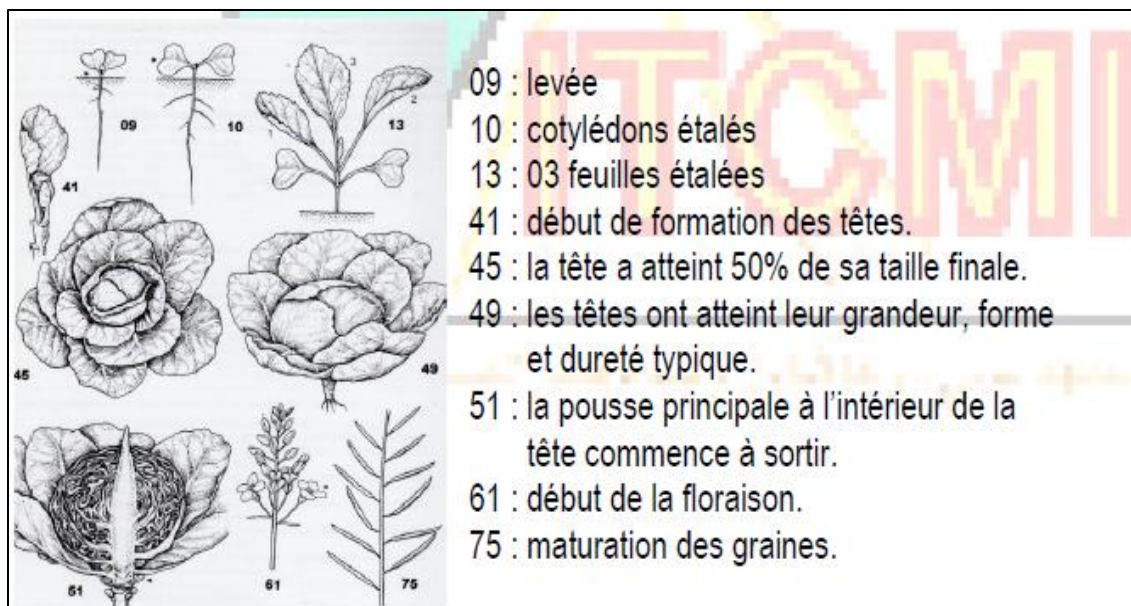 ITCMI
09
10
13
1
2
3
41
45
49
51
61
75
09 : levée
10 : cotylédons étalés
13 : 03 feuilles étalées
41 : début de formation des têtes.
45 : la tête a atteint 50% de sa taille finale.
49 : les têtes ont atteint leur grandeur, forme
et dureté typique.
51 : la pousse principale à l'intérieur de la
tête commence à sortir.
61 : début de la floraison.
75 : maturation des graines.